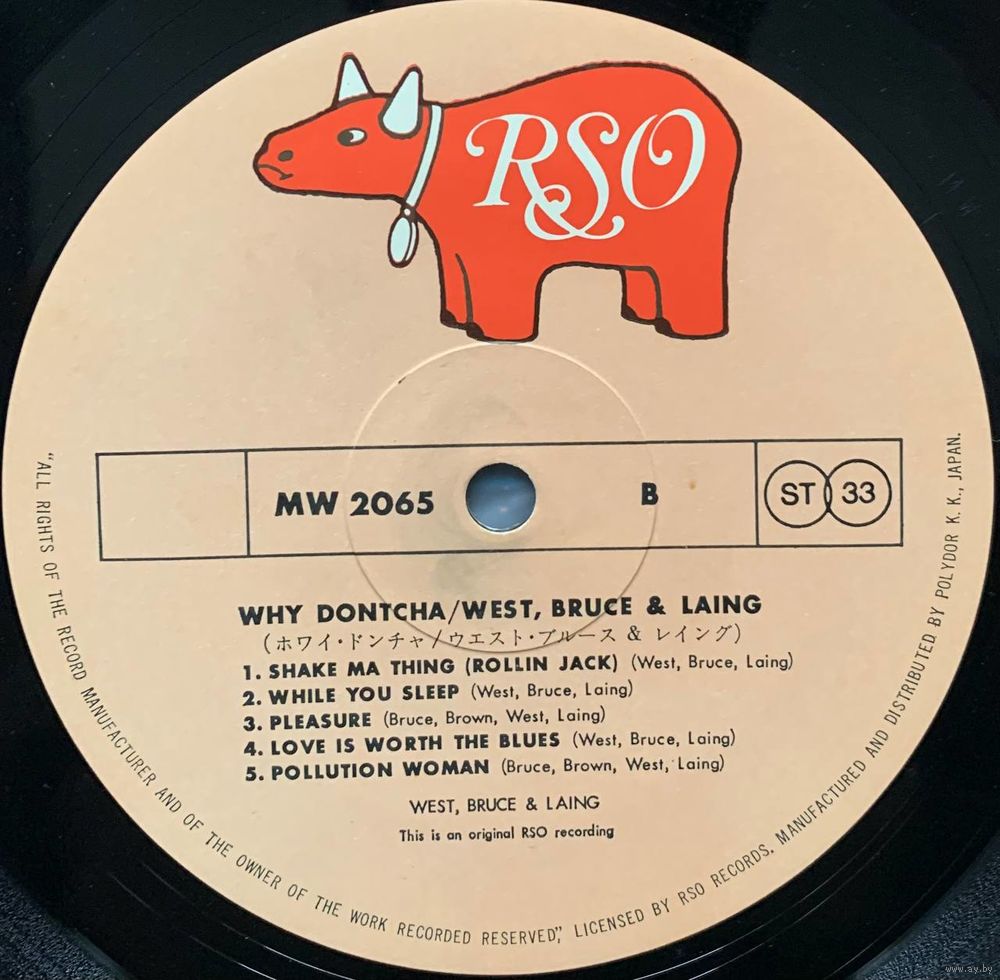 RSO
MW 2065
B
ST 33
WHY DONTCHA/WEST, BRUCE & LAING
(ホワイ・ドンチャ/ウエスト・ブルース & レイング)
1. SHAKE MA THING (ROLLIN JACK) (West, Bruce, Laing)
2. WHILE YOU SLEEP (West, Bruce, Laing)
3. PLEASURE (Bruce, Brown, West, Laing)
4. LOVE IS WORTH THE BLUES (West, Bruce, Laing)
5. POLLUTION WOMAN (Bruce, Brown, West, Laing)
WEST, BRUCE & LAING
This is an original RSO recording
"ALL RIGHTS OF THE RECORD MANUFACTURER AND OF THE OWNER OF THE WORK RECORDED RESERVED", LICENSED BY RSO RECORDS. MANUFACTURED AND DISTRIBUTED BY POLYDOR K. K., JAPAN.
www.ay.by